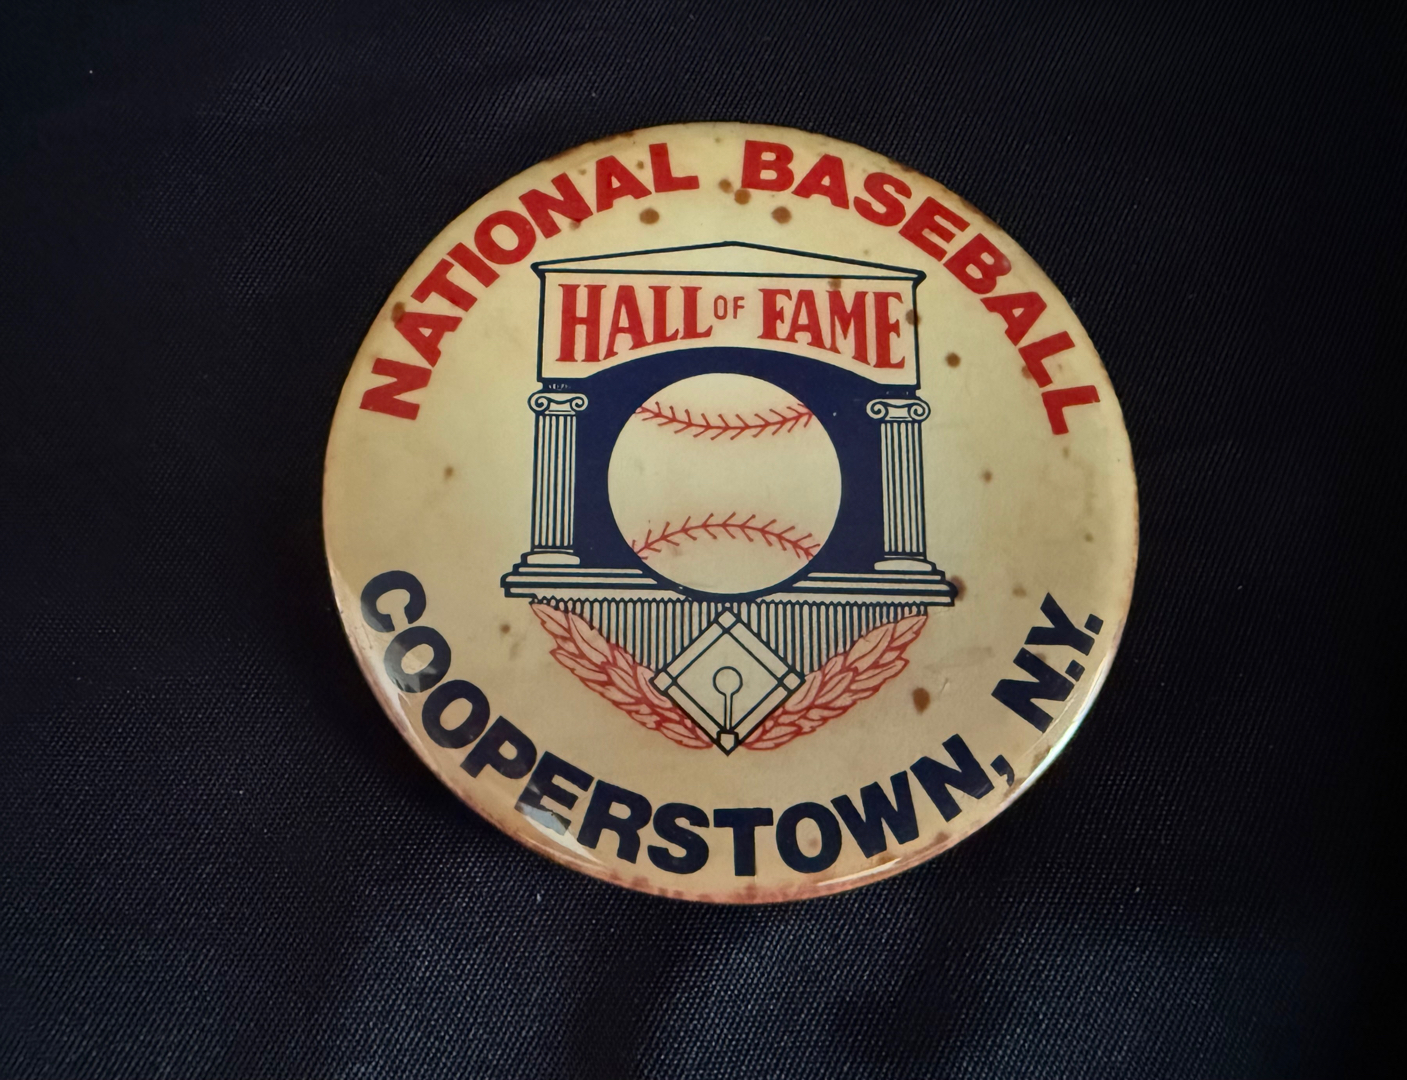 NATIONAL BASEBALL
HALL OF FAME
COOPERSTOWN, N.Y.